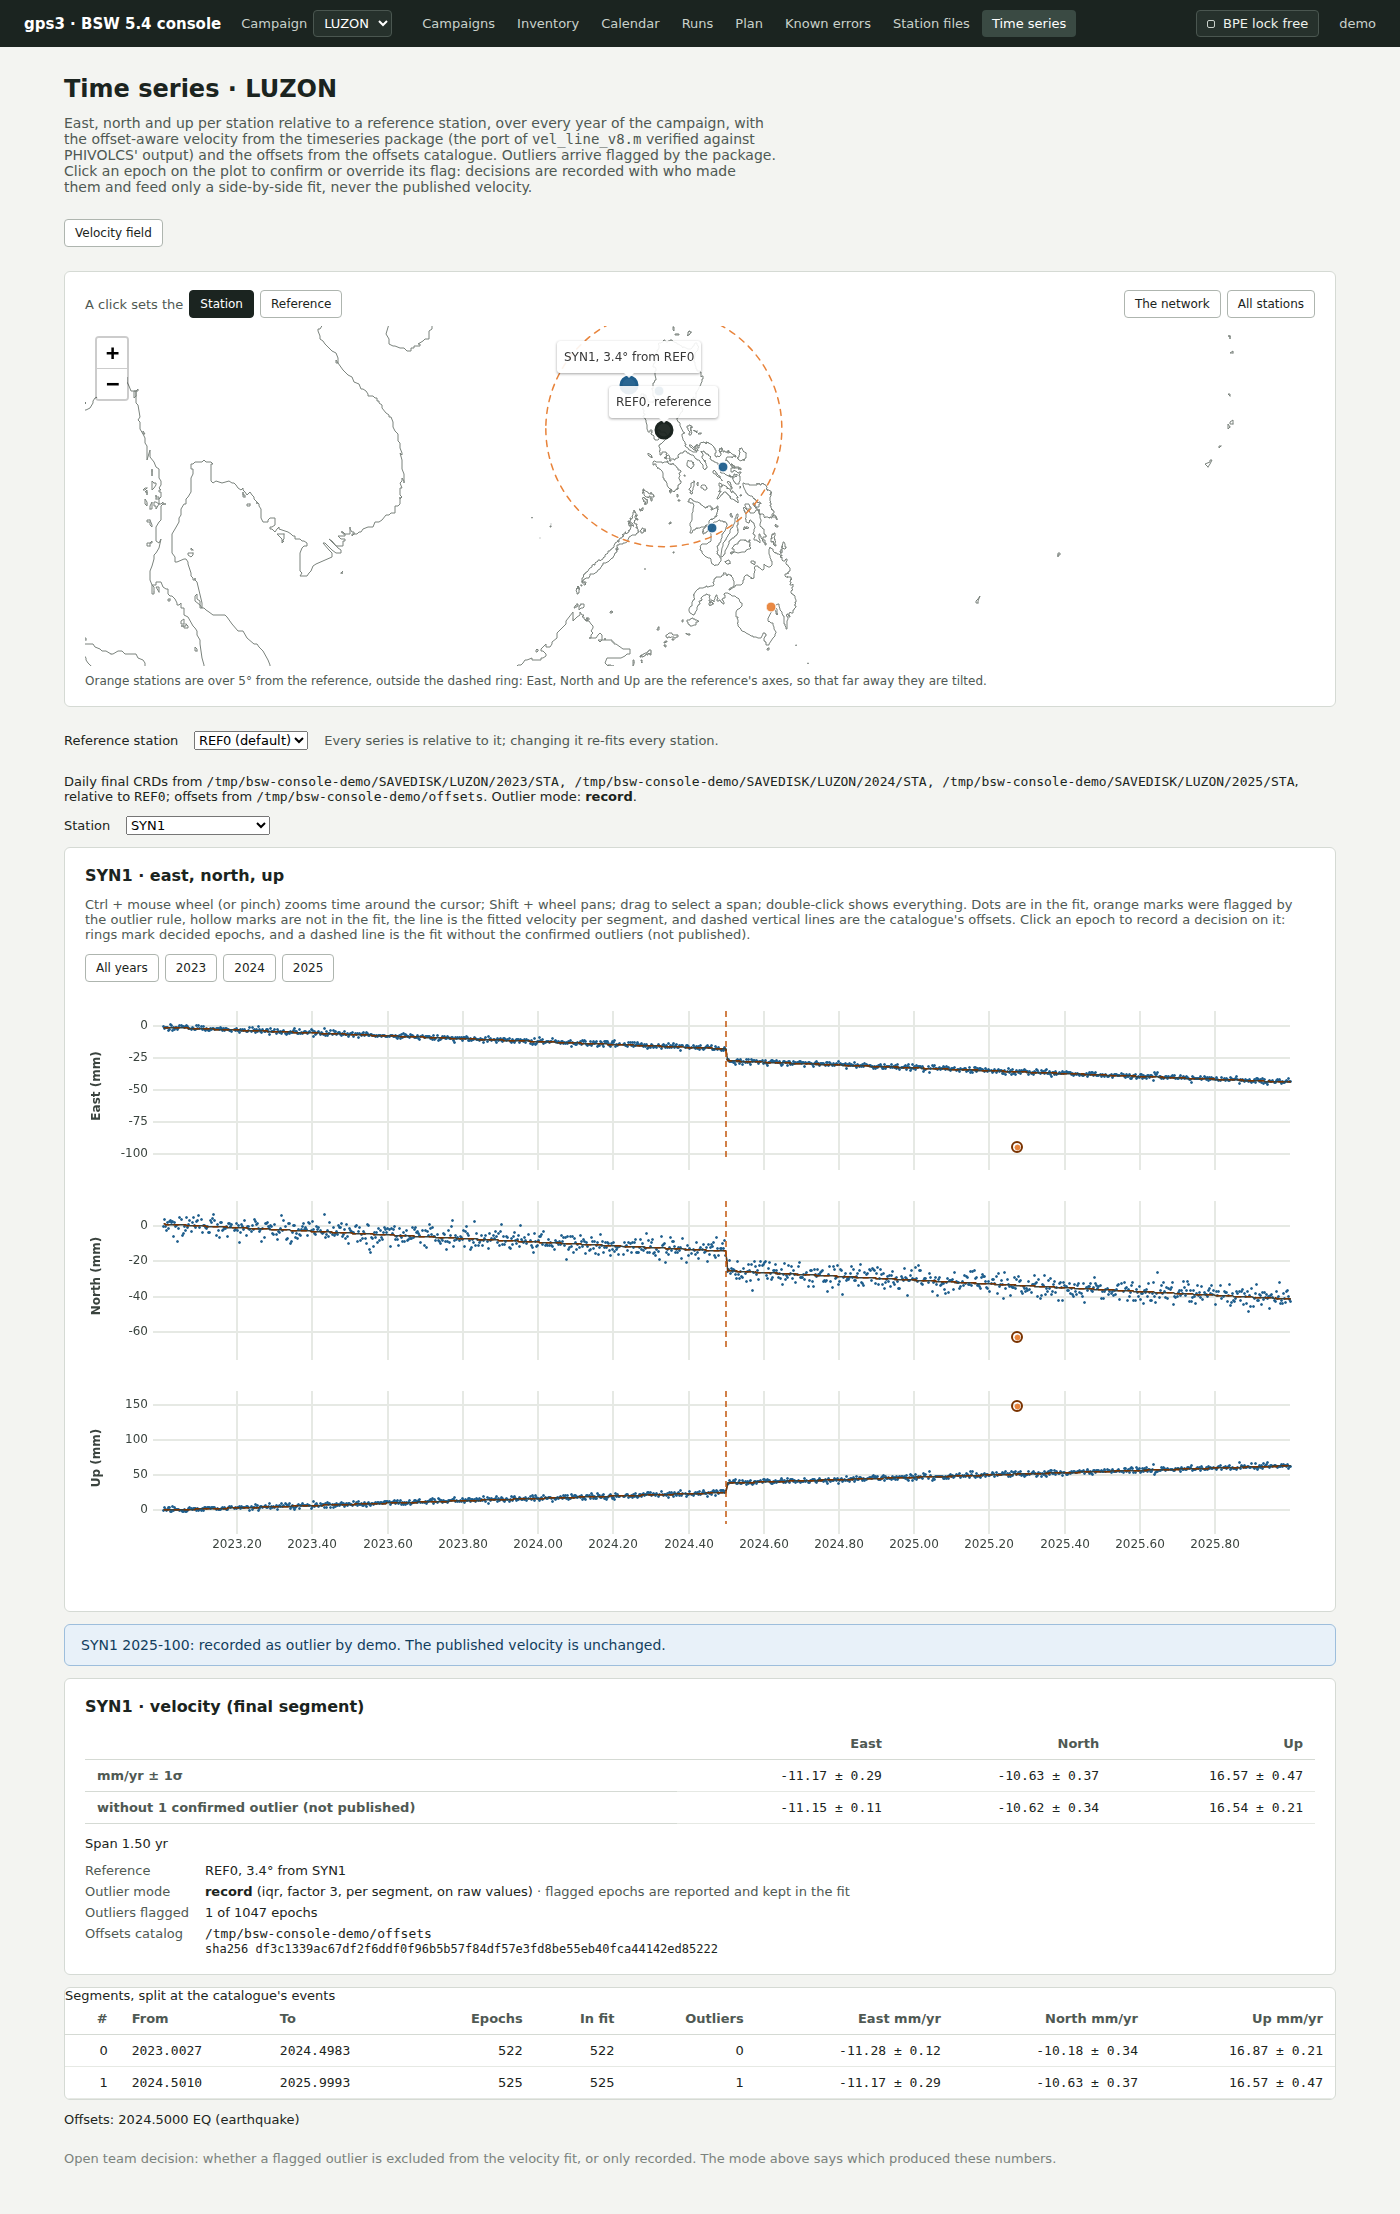 gps3 · BSW 5.4 console Campaign LUZON Campaigns Inventory Calendar Runs Plan Known errors Station files Time series BPE lock free demo
Time series · LUZON
East, north and up per station relative to a reference station, over every year of the campaign, with
the offset-aware velocity from the timeseries package (the port of vel_line_v8.m verified against
PHIVOLCS' output) and the offsets from the offsets catalogue. Outliers arrive flagged by the package.
Click an epoch on the plot to confirm or override its flag: decisions are recorded with who made
them and feed only a side-by-side fit, never the published velocity.
Velocity field
A click sets the Station Reference The network All stations
+
−
SYN1, 3.4° from REF0
REF0, reference
Orange stations are over 5° from the reference, outside the dashed ring: East, North and Up are the reference's axes, so that far away they are tilted.
Reference station REF0 (default) Every series is relative to it; changing it re-fits every station.
Daily final CRDs from /tmp/bsw-console-demo/SAVEDISK/LUZON/2023/STA, /tmp/bsw-console-demo/SAVEDISK/LUZON/2024/STA, /tmp/bsw-console-demo/SAVEDISK/LUZON/2025/STA,
relative to REF0; offsets from /tmp/bsw-console-demo/offsets. Outlier mode: record.
Station SYN1
SYN1 · east, north, up
Ctrl + mouse wheel (or pinch) zooms time around the cursor; Shift + wheel pans; drag to select a span; double-click shows everything. Dots are in the fit, orange marks were flagged by
the outlier rule, hollow marks are not in the fit, the line is the fitted velocity per segment, and dashed vertical lines are the catalogue's offsets. Click an epoch to record a decision on it:
rings mark decided epochs, and a dashed line is the fit without the confirmed outliers (not published).
All years 2023 2024 2025
East (mm)
0
-25
-50
-75
-100
North (mm)
0
-20
-40
-60
Up (mm)
150
100
50
0
2023.20 2023.40 2023.60 2023.80 2024.00 2024.20 2024.40 2024.60 2024.80 2025.00 2025.20 2025.40 2025.60 2025.80
SYN1 2025-100: recorded as outlier by demo. The published velocity is unchanged.
SYN1 · velocity (final segment)
East North Up
mm/yr ± 1σ -11.17 ± 0.29 -10.63 ± 0.37 16.57 ± 0.47
without 1 confirmed outlier (not published) -11.15 ± 0.11 -10.62 ± 0.34 16.54 ± 0.21
Span 1.50 yr
Reference REF0, 3.4° from SYN1
Outlier mode record (iqr, factor 3, per segment, on raw values) · flagged epochs are reported and kept in the fit
Outliers flagged 1 of 1047 epochs
Offsets catalog /tmp/bsw-console-demo/offsets
sha256 df3c1339ac67df2f6ddf0f96b5b57f84df57e3fd8be55eb40fca44142ed85222
Segments, split at the catalogue's events
# From To Epochs In fit Outliers East mm/yr North mm/yr Up mm/yr
0 2023.0027 2024.4983 522 522 0 -11.28 ± 0.12 -10.18 ± 0.34 16.87 ± 0.21
1 2024.5010 2025.9993 525 525 1 -11.17 ± 0.29 -10.63 ± 0.37 16.57 ± 0.47
Offsets: 2024.5000 EQ (earthquake)
Open team decision: whether a flagged outlier is excluded from the velocity fit, or only recorded. The mode above says which produced these numbers.